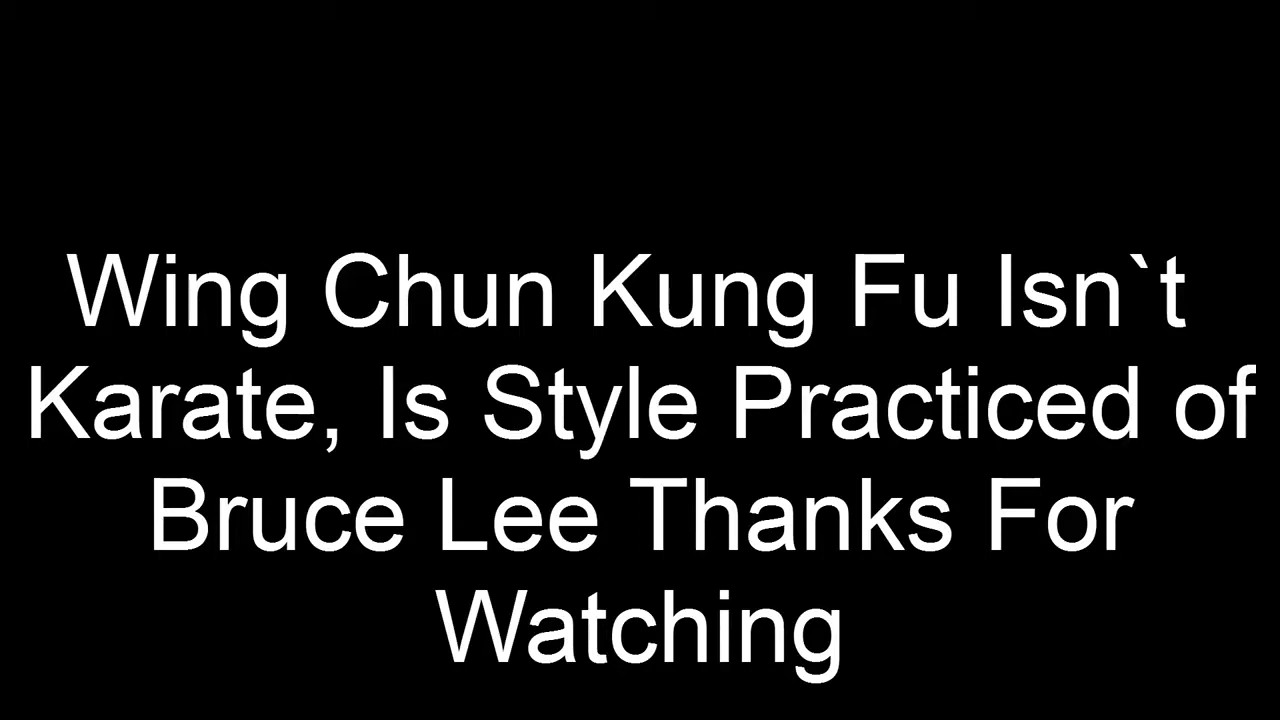 Wing Chun Kung Fu Isn`t
Karate, Is Style Practiced of
Bruce Lee Thanks For
Watching